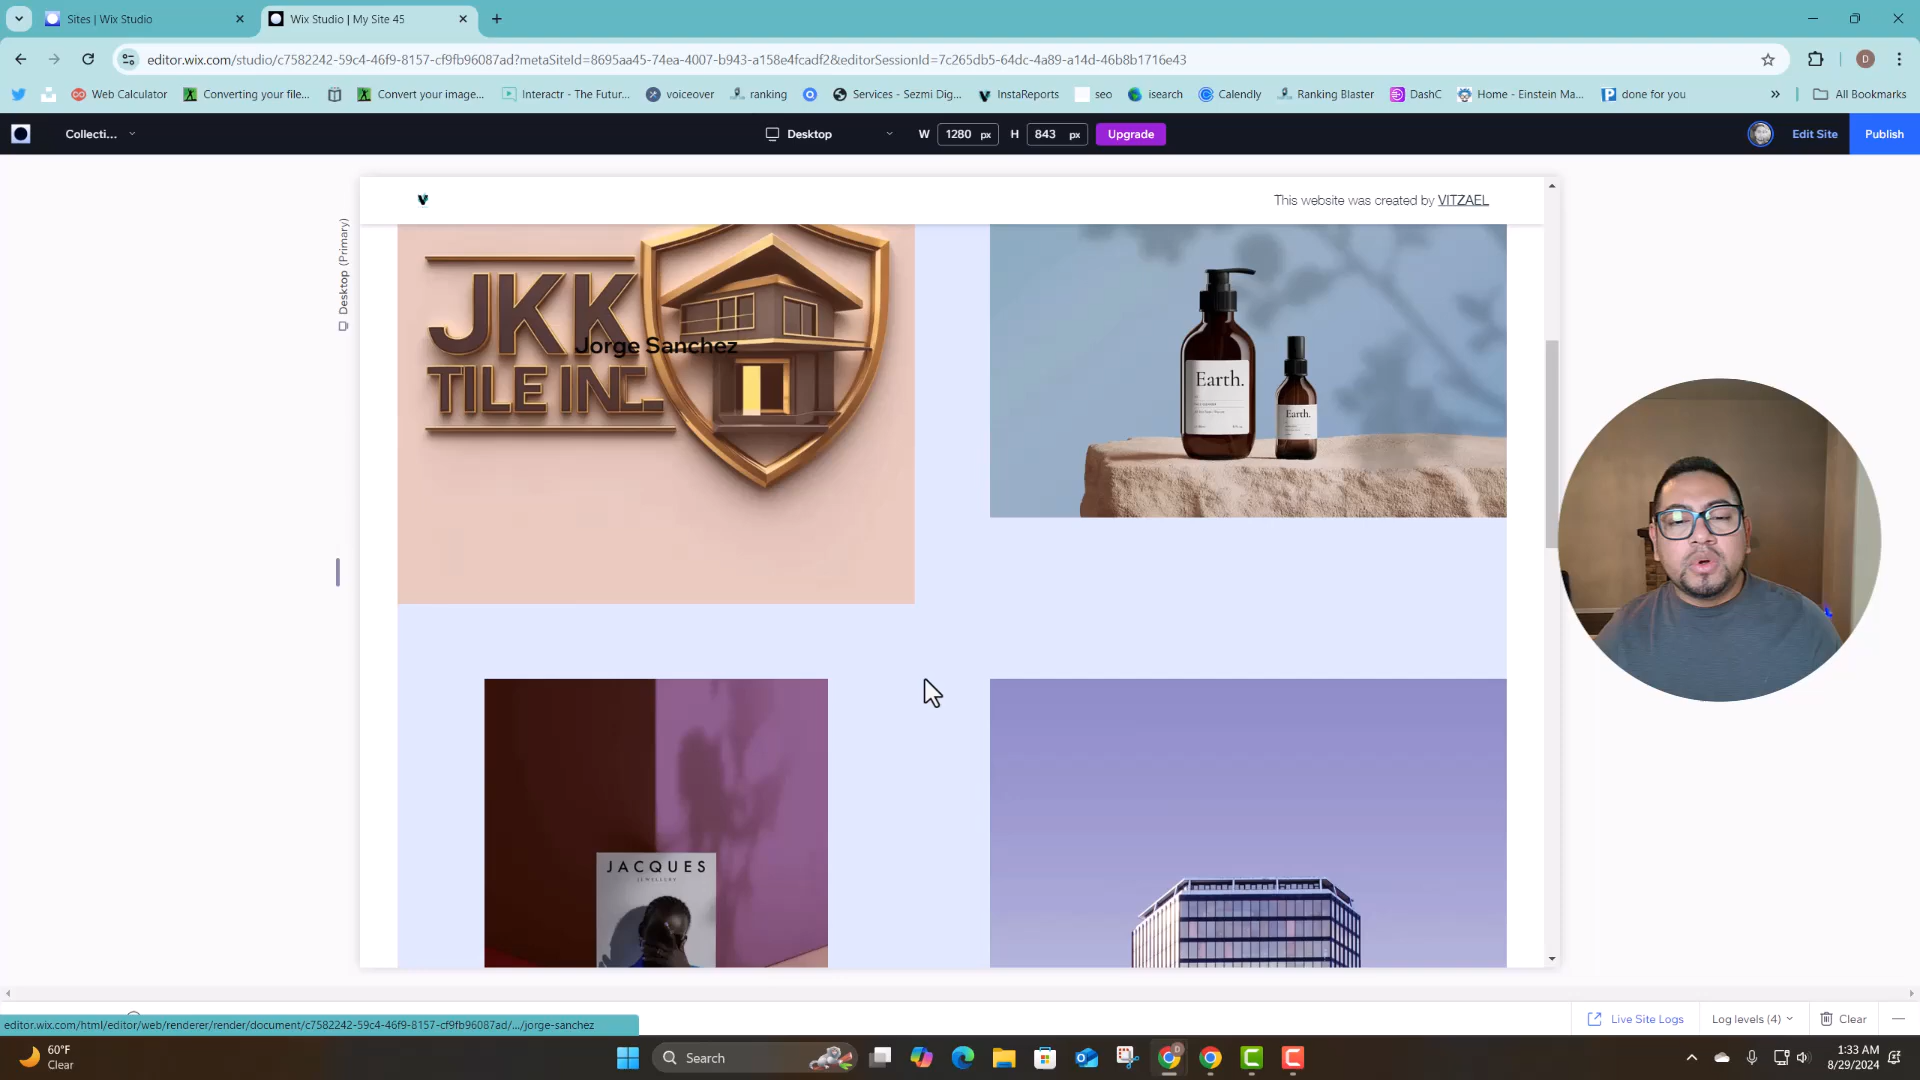 Sites | Wix Studio
Wix Studio | My Site 45
editor.wix.com/studio/c7582242-59c4-46f9-8157-cf9fb96087ad?metaSiteId=8695aa45-74ea-4007-b943-a158e4fcadf2&editorSessionId=7c265db5-64dc-4a89-a14d-46b8b1716e43
Web Calculator
Converting your file...
Convert your image...
Interactr - The Futur...
voiceover
ranking
Services - Sezmi Dig...
InstaReports
seo
isearch
Calendly
Ranking Blaster
DashC
Home - Einstein Ma...
done for you
All Bookmarks
Collecti...
Desktop
W 1280 px
H 843 px
Upgrade
Edit Site
Publish
Desktop (Primary)
This website was created by VITZAEL
JKK
TILE INC.
Jorge Sanchez
Earth.
Earth.
JACQUES
JEWELLERY
editor.wix.com/html/editor/web/renderer/render/document/c7582242-59c4-46f9-8157-cf9fb96087ad/.../jorge-sanchez
Live Site Logs
Log levels (4)
Clear
60°F
Clear
Search
1:33 AM
8/29/2024